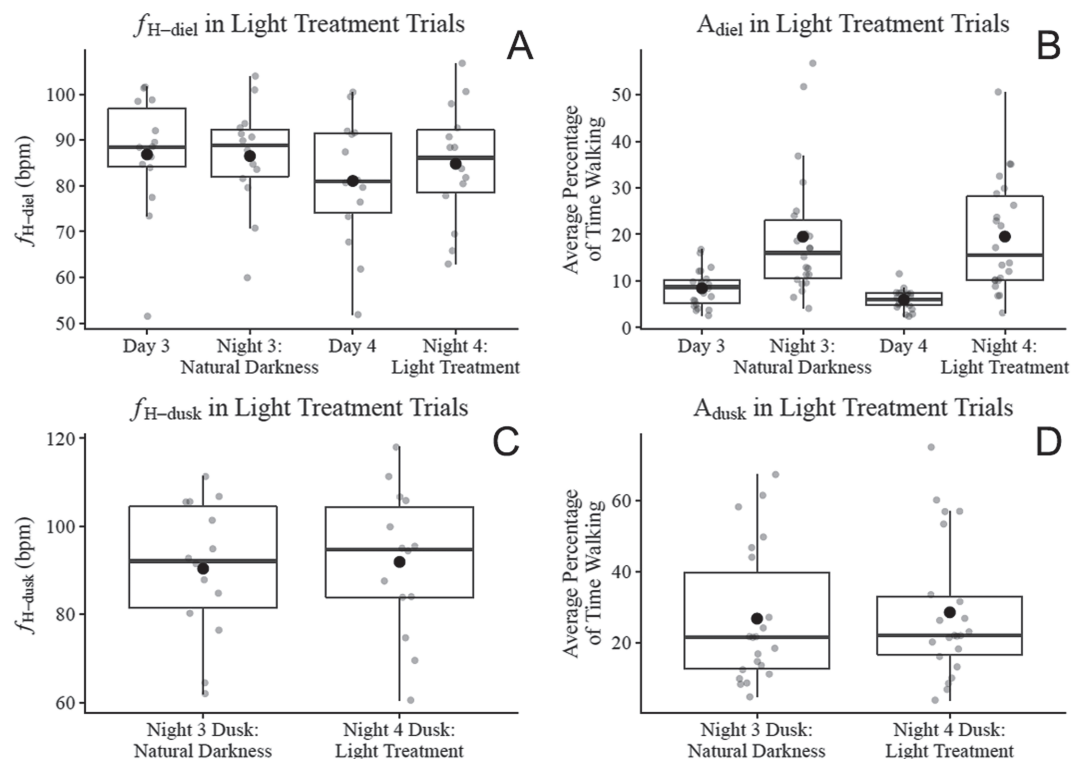 fH–diel in Light Treatment Trials
A
fH–diel (bpm)
100
90
80
70
60
50
Day 3
Night 3:
Natural Darkness
Day 4
Night 4:
Light Treatment
Adiel in Light Treatment Trials
B
Average Percentage
of Time Walking
50
40
30
20
10
0
Day 3
Night 3:
Natural Darkness
Day 4
Night 4:
Light Treatment
fH–dusk in Light Treatment Trials
C
fH–dusk (bpm)
120
100
80
60
Night 3 Dusk:
Natural Darkness
Night 4 Dusk:
Light Treatment
Adusk in Light Treatment Trials
D
Average Percentage
of Time Walking
60
40
20
Night 3 Dusk:
Natural Darkness
Night 4 Dusk:
Light Treatment